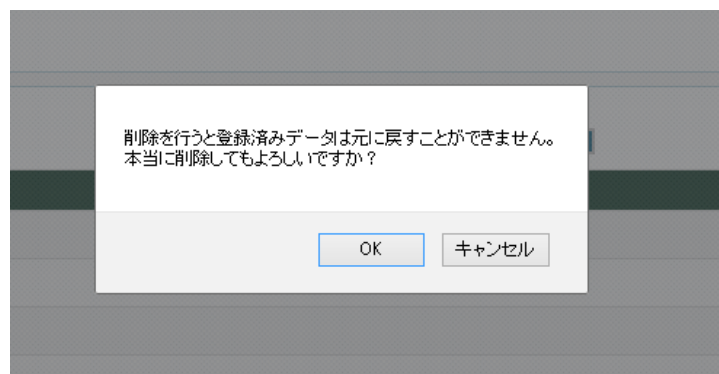 削除を行うと登録済みデータは元に戻すことができません。
本当に削除してもよろしいですか？
OK
キャンセル